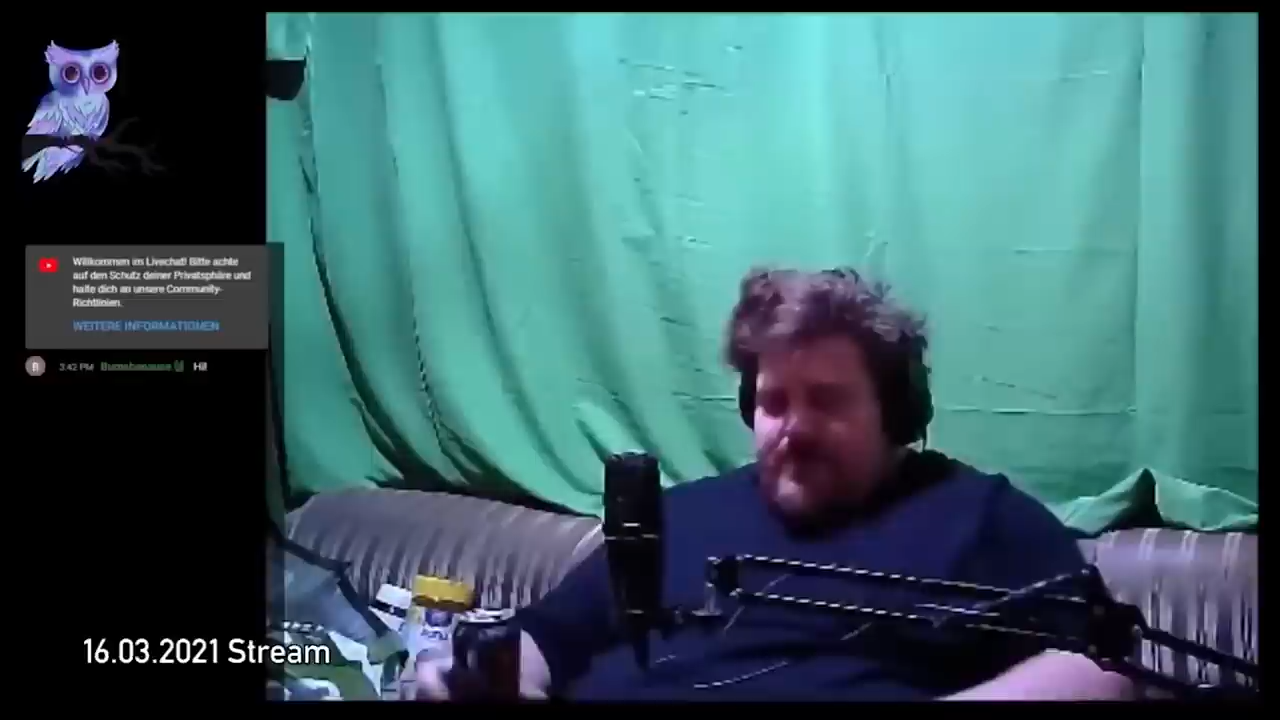 Willkommen im Livechat! Bitte achte
auf den Schutz deiner Privatsphäre und
halte dich an unsere Community-
Richtlinien.
WEITERE INFORMATIONEN
B 3:42 PM Hi!
16.03.2021 Stream